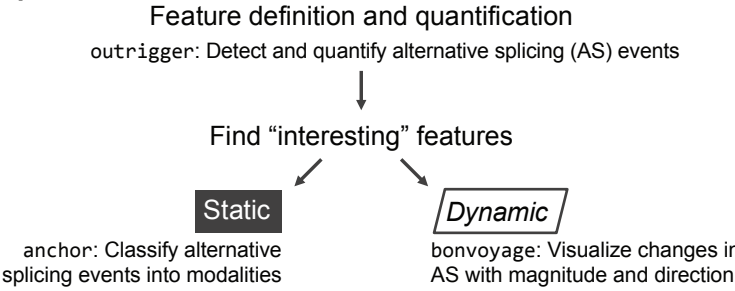 Feature definition and quantification
outrigger: Detect and quantify alternative splicing (AS) events
Find “interesting” features
Static
Dynamic
anchor: Classify alternative
splicing events into modalities
bonvoyage: Visualize changes in
AS with magnitude and direction